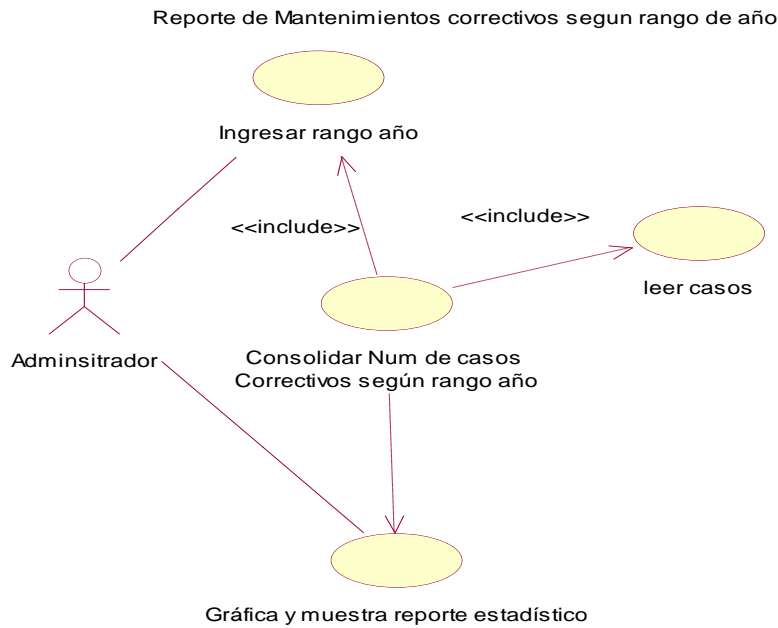 Reporte de Mantenimientos correctivos segun rango de año
Ingresar rango año
<<include>>
<<include>>
leer casos
Adminsitrador
Consolidar Num de casos
Correctivos según rango año
Gráfica y muestra reporte estadístico